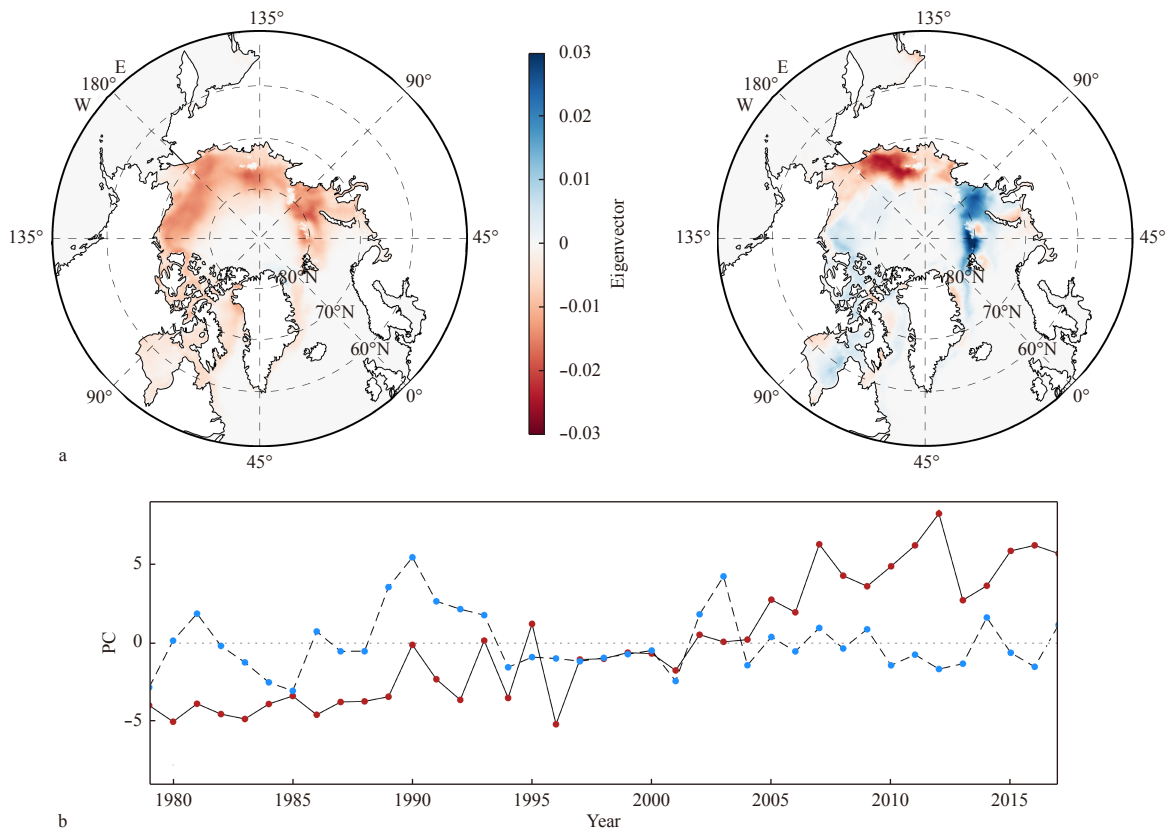 135°
135°
E
180°
W
90°
0.03
E
180°
W
90°
0.02
0.01
135°
45°
0
Eigenvector
135°
45°
80°N
80°N
70°N
-0.01
70°N
60°N
60°N
-0.02
90°
0°
90°
0°
-0.03
a
45°
45°
5
0
-5
PC
1980
1985
1990
1995
2000
2005
2010
2015
b
Year